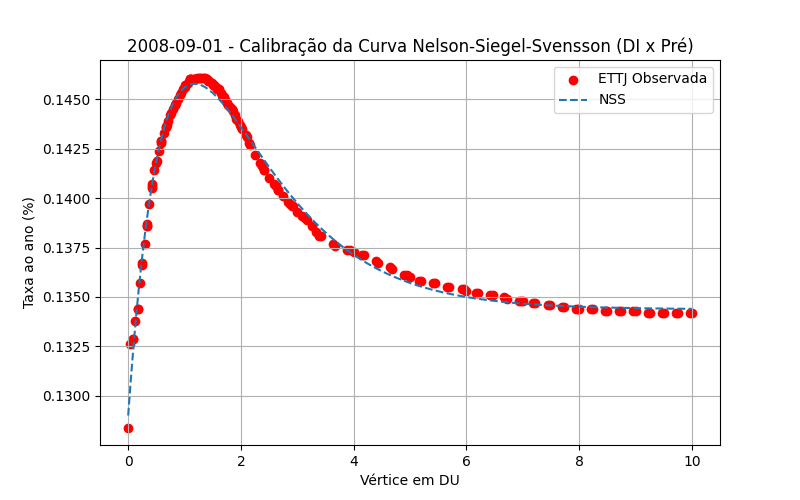 2008-09-01 - Calibração da Curva Nelson-Siegel-Svensson (DI x Pré)
ETTJ Observada
NSS
Taxa ao ano (%)
0.1450
0.1425
0.1400
0.1375
0.1350
0.1325
0.1300
0 2 4 6 8 10
Vértice em DU